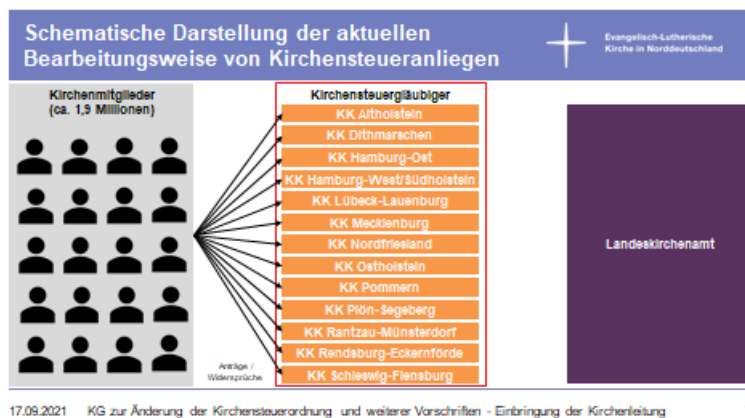 Schematische Darstellung der aktuellen
Bearbeitungsweise von Kirchensteueranliegen
Evangelisch-Lutherische
Kirche in Norddeutschland
Kirchenmitglieder
(ca. 1,9 Millionen)
Kirchensteuergläubiger
KK Altholstein
KK Dithmarschen
KK Hamburg-Ost
KK Hamburg-West/Südholstein
KK Lübeck-Lauenburg
KK Mecklenburg
KK Nordfriesland
KK Ostholstein
KK Pommern
KK Plön-Segeberg
KK Rantzau-Münsterdorf
KK Rendsburg-Eckernförde
KK Schleswig-Flensburg
Anträge /
Widersprüche
Landeskirchenamt
17.09.2021 KG zur Änderung der Kirchensteuerordnung und weiterer Vorschriften - Einbringung der Kirchenleitung